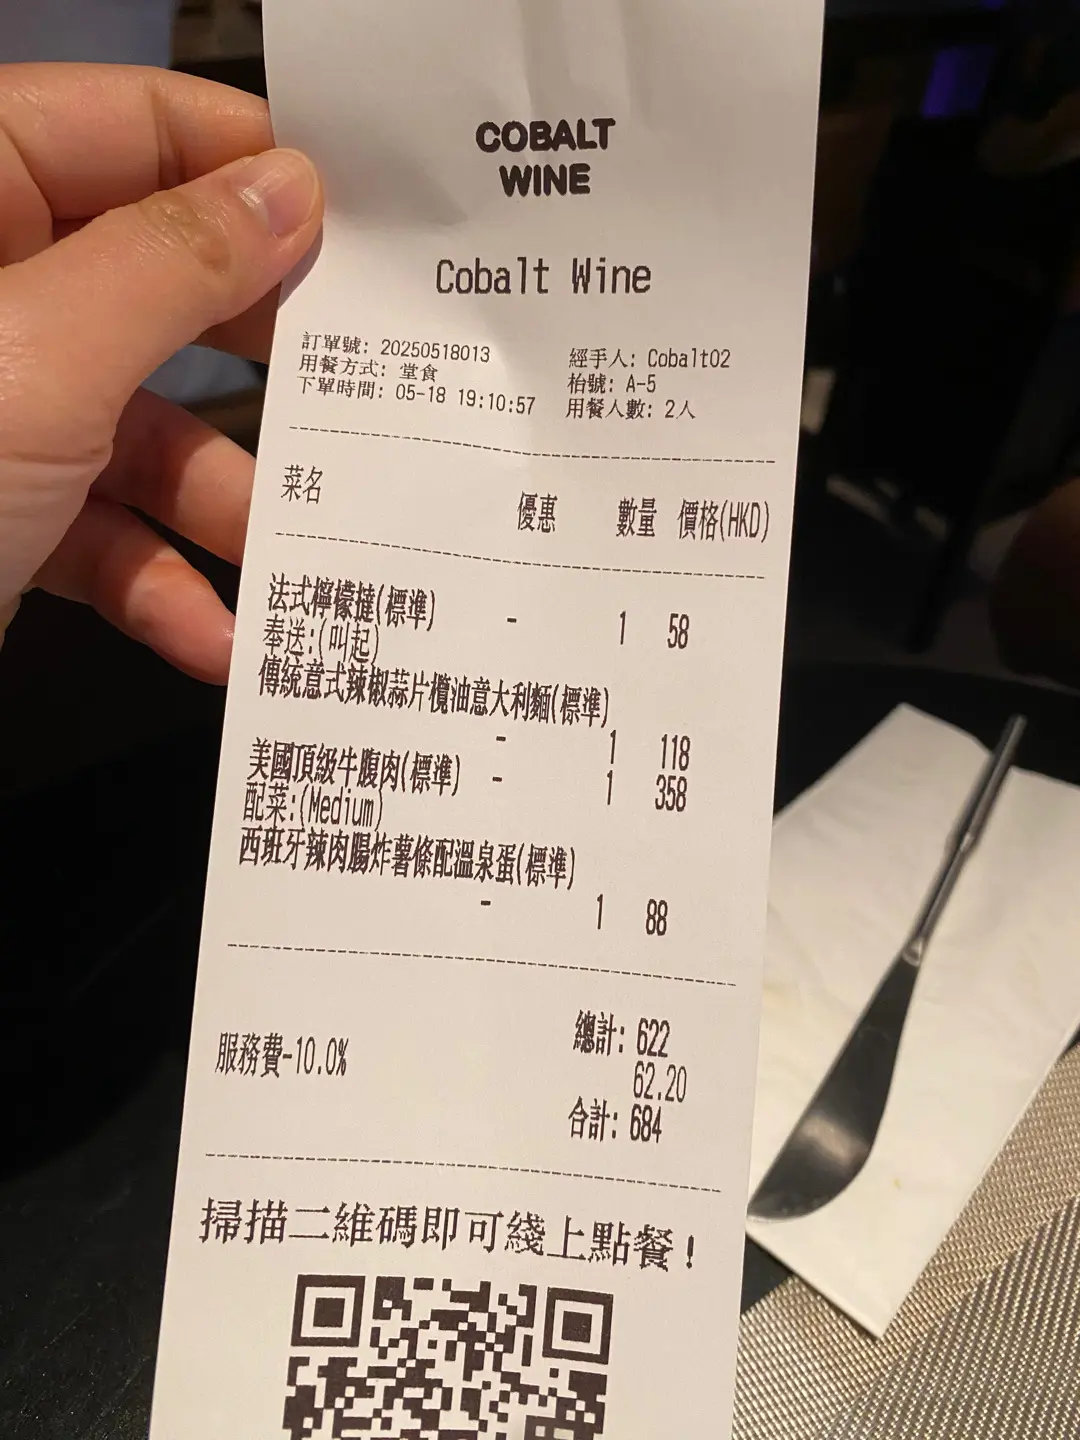 COBALT
WINE
Cobalt Wine
訂單號: 20250518013
用餐方式: 堂食
下單時間: 05-18 19:10:57
經手人: Cobalt02
枱號: A-5
用餐人數: 2人
菜名 優惠 數量 價格(HKD)
法式檸檬撻(標準) - 1 58
奉送:(叫起)
傳統意式辣椒蒜片欖油意大利麵(標準)
- 1 118
美國頂級牛腹肉(標準) - 1 358
配菜:(Medium)
西班牙辣肉腸炸薯條配溫泉蛋(標準)
- 1 88
總計: 622
服務費-10.0% 62.20
合計: 684
掃描二維碼即可綫上點餐!